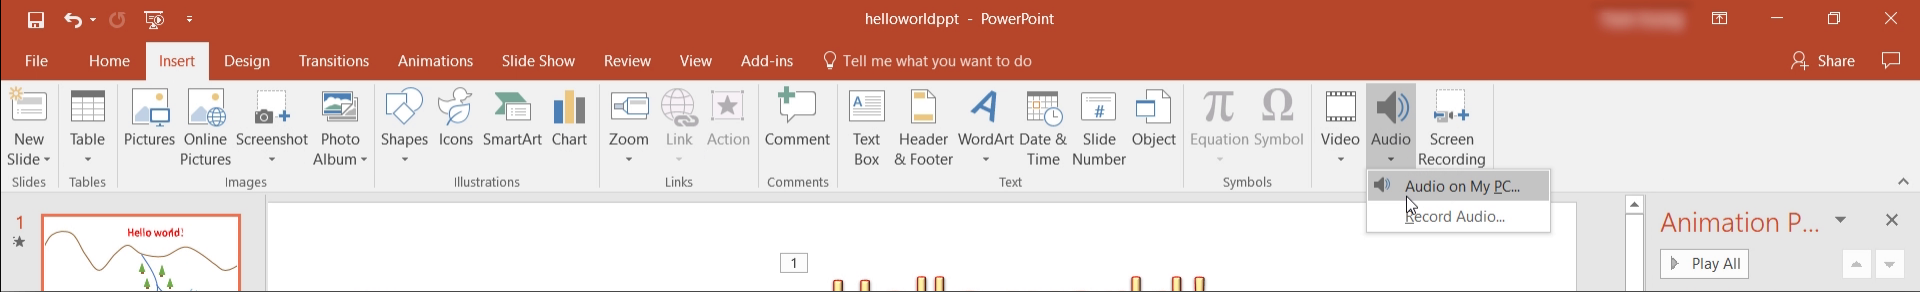 helloworldppt - PowerPoint
File Home Insert Design Transitions Animations Slide Show Review View Add-ins Tell me what you want to do Share
New Slide
Table
Pictures
Online Pictures
Screenshot
Photo Album
Shapes
Icons
SmartArt
Chart
Zoom
Link
Action
Comment
Text Box
Header & Footer
WordArt
Date & Time
Slide Number
Object
Equation
Symbol
Video
Audio
Screen Recording
Slides Tables Images Illustrations Links Comments Text Symbols
Audio on My PC...
Record Audio...
1
Hello world!
1
Animation P...
Play All